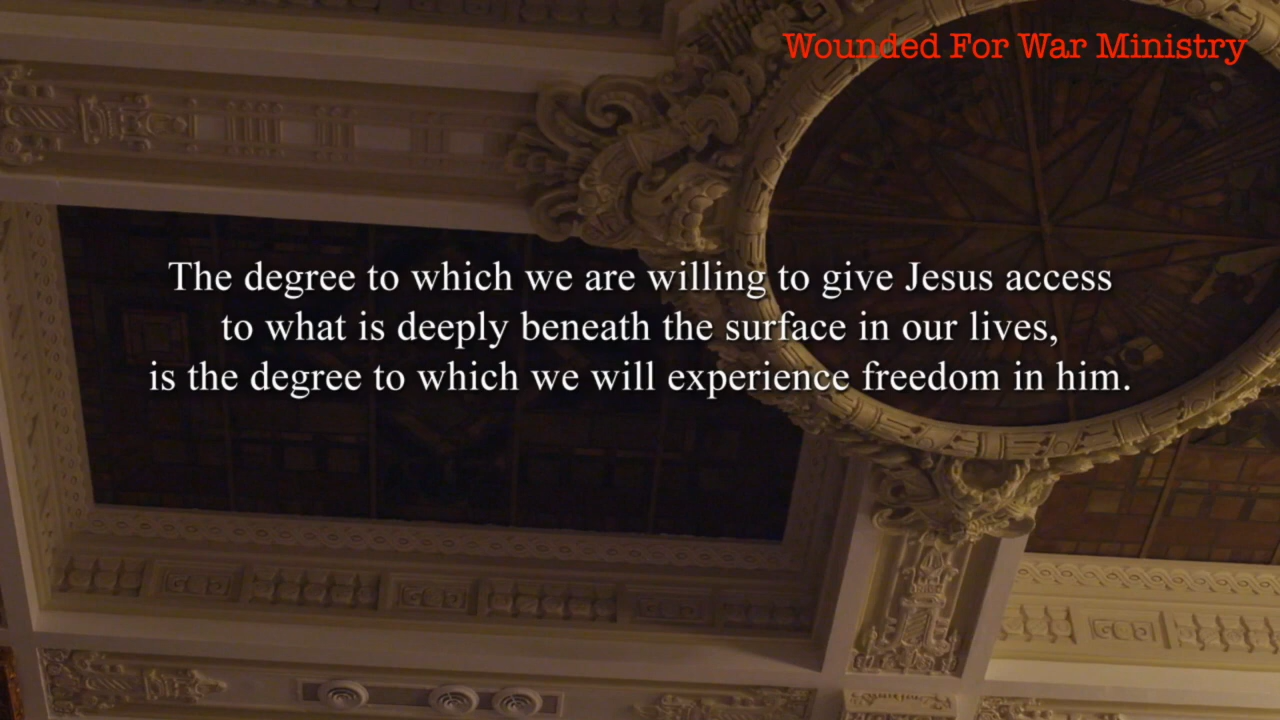 Wounded For War Ministry
The degree to which we are willing to give Jesus access
to what is deeply beneath the surface in our lives,
is the degree to which we will experience freedom in him.